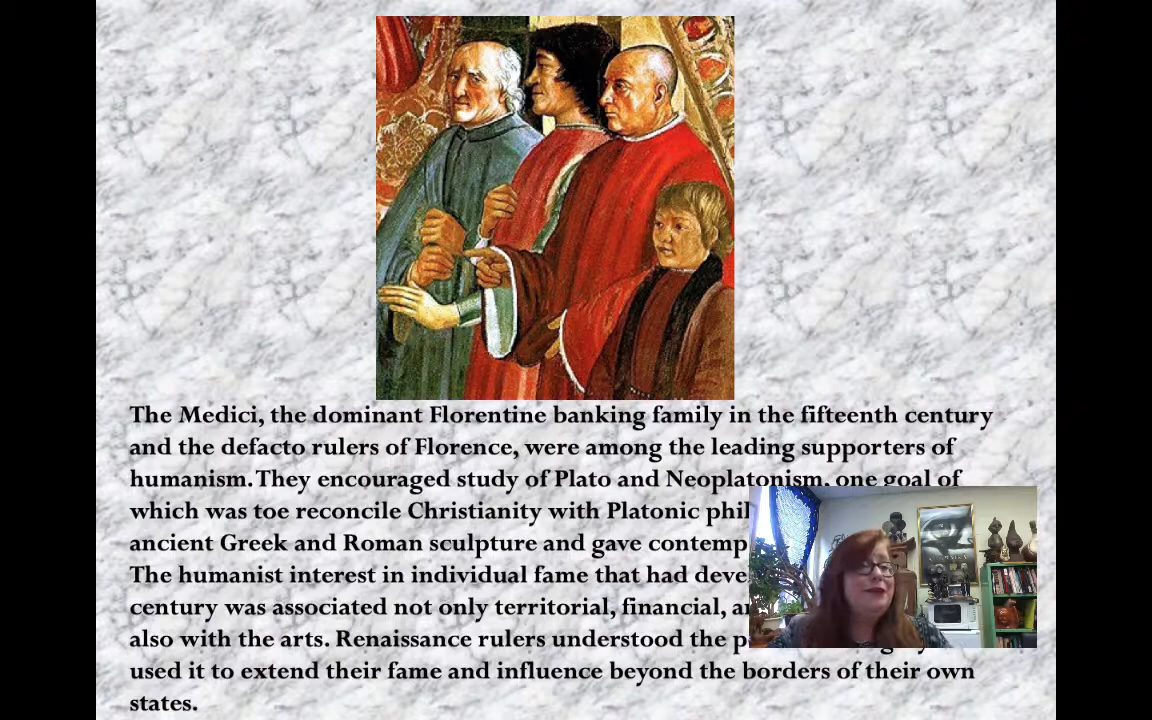 The Medici, the dominant Florentine banking family in the fifteenth century
and the defacto rulers of Florence, were among the leading supporters of
humanism. They encouraged study of Plato and Neoplatonism, one goal of
which was toe reconcile Christianity with Platonic
ancient Greek and Roman sculpture and gave
The humanist interest in individual fame that had
century was associated not only territorial, financial,
also with the arts. Renaissance rulers understood the
used it to extend their fame and influence beyond the borders of their own
states.